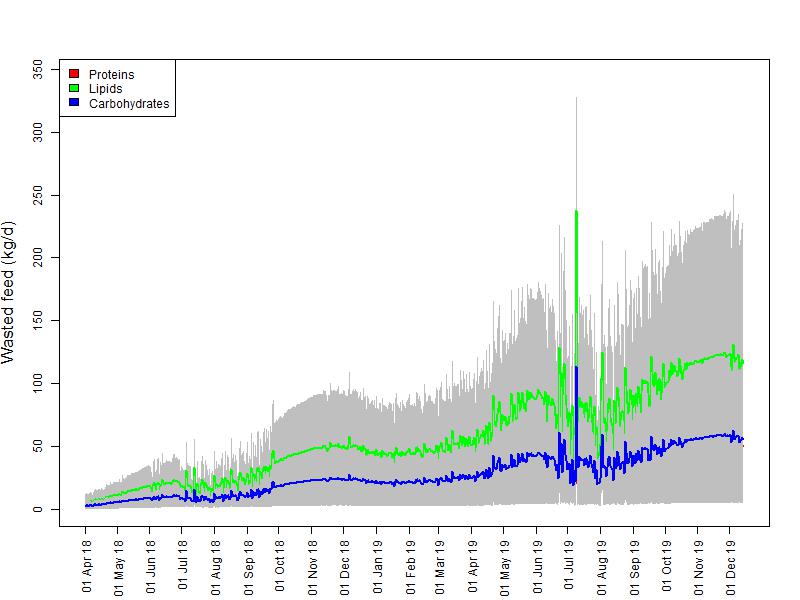 Proteins
Lipids
Carbohydrates
Wasted feed (kg/d)
350
300
250
200
150
100
50
0
01 Apr 18
01 May 18
01 Jun 18
01 Jul 18
01 Aug 18
01 Sep 18
01 Oct 18
01 Nov 18
01 Dec 18
01 Jan 19
01 Feb 19
01 Mar 19
01 Apr 19
01 May 19
01 Jun 19
01 Jul 19
01 Aug 19
01 Sep 19
01 Oct 19
01 Nov 19
01 Dec 19